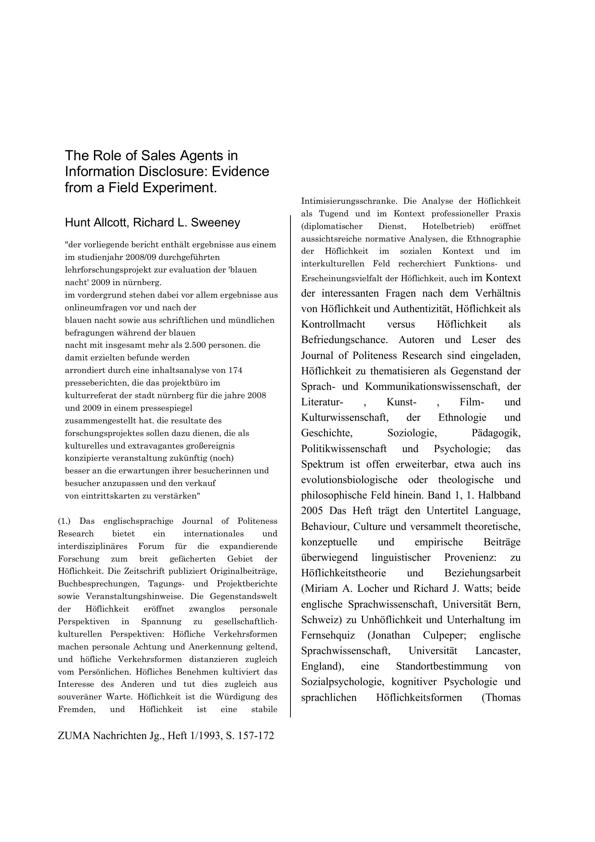 The Role of Sales Agents in
Information Disclosure: Evidence
from a Field Experiment.
Hunt Allcott, Richard L. Sweeney
"der vorliegende bericht enthält ergebnisse aus einem
im studienjahr 2008/09 durchgeführten
lehrforschungsprojekt zur evaluation der 'blauen
nacht' 2009 in nürnberg.
im vordergrund stehen dabei vor allem ergebnisse aus
onlineumfragen vor und nach der
blauen nacht sowie aus schriftlichen und mündlichen
befragungen während der blauen
nacht mit insgesamt mehr als 2.500 personen. die
damit erzielten befunde werden
arrondiert durch eine inhaltsanalyse von 174
presseberichten, die das projektbüro im
kulturreferat der stadt nürnberg für die jahre 2008
und 2009 in einem pressespiegel
zusammengestellt hat. die resultate des
forschungsprojektes sollen dazu dienen, die als
kulturelles und extravagantes großereignis
konzipierte veranstaltung zukünftig (noch)
besser an die erwartungen ihrer besucherinnen und
besucher anzupassen und den verkauf
von eintrittskarten zu verstärken"
(1.) Das englischsprachige Journal of Politeness
Research bietet ein internationales und
interdisziplinäres Forum für die expandierende
Forschung zum breit gefächerten Gebiet der
Höflichkeit. Die Zeitschrift publiziert Originalbeiträge,
Buchbesprechungen, Tagungs- und Projektberichte
sowie Veranstaltungshinweise. Die Gegenstandswelt
der Höflichkeit eröffnet zwanglos personale
Perspektiven in Spannung zu gesellschaftlich-
kulturellen Perspektiven: Höfliche Verkehrsformen
machen personale Achtung und Anerkennung geltend,
und höfliche Verkehrsformen distanzieren zugleich
vom Persönlichen. Höfliches Benehmen kultiviert das
Interesse des Anderen und tut dies zugleich aus
souveräner Warte. Höflichkeit ist die Würdigung des
Fremden, und Höflichkeit ist eine stabile
Intimisierungsschranke. Die Analyse der Höflichkeit
als Tugend und im Kontext professioneller Praxis
(diplomatischer Dienst, Hotelbetrieb) eröffnet
aussichtsreiche normative Analysen, die Ethnographie
der Höflichkeit im sozialen Kontext und im
interkulturellen Feld recherchiert Funktions- und
Erscheinungsvielfalt der Höflichkeit, auch im Kontext
der interessanten Fragen nach dem Verhältnis
von Höflichkeit und Authentizität, Höflichkeit als
Kontrollmacht versus Höflichkeit als
Befriedungschance. Autoren und Leser des
Journal of Politeness Research sind eingeladen,
Höflichkeit zu thematisieren als Gegenstand der
Sprach- und Kommunikationswissenschaft, der
Literatur- , Kunst- , Film- und
Kulturwissenschaft, der Ethnologie und
Geschichte, Soziologie, Pädagogik,
Politikwissenschaft und Psychologie; das
Spektrum ist offen erweiterbar, etwa auch ins
evolutionsbiologische oder theologische und
philosophische Feld hinein. Band 1, 1. Halbband
2005 Das Heft trägt den Untertitel Language,
Behaviour, Culture und versammelt theoretische,
konzeptuelle und empirische Beiträge
überwiegend linguistischer Provenienz: zu
Höflichkeitstheorie und Beziehungsarbeit
(Miriam A. Locher und Richard J. Watts; beide
englische Sprachwissenschaft, Universität Bern,
Schweiz) zu Unhöflichkeit und Unterhaltung im
Fernsehquiz (Jonathan Culpeper; englische
Sprachwissenschaft, Universität Lancaster,
England), eine Standortbestimmung von
Sozialpsychologie, kognitiver Psychologie und
sprachlichen Höflichkeitsformen (Thomas
ZUMA Nachrichten Jg., Heft 1/1993, S. 157-172